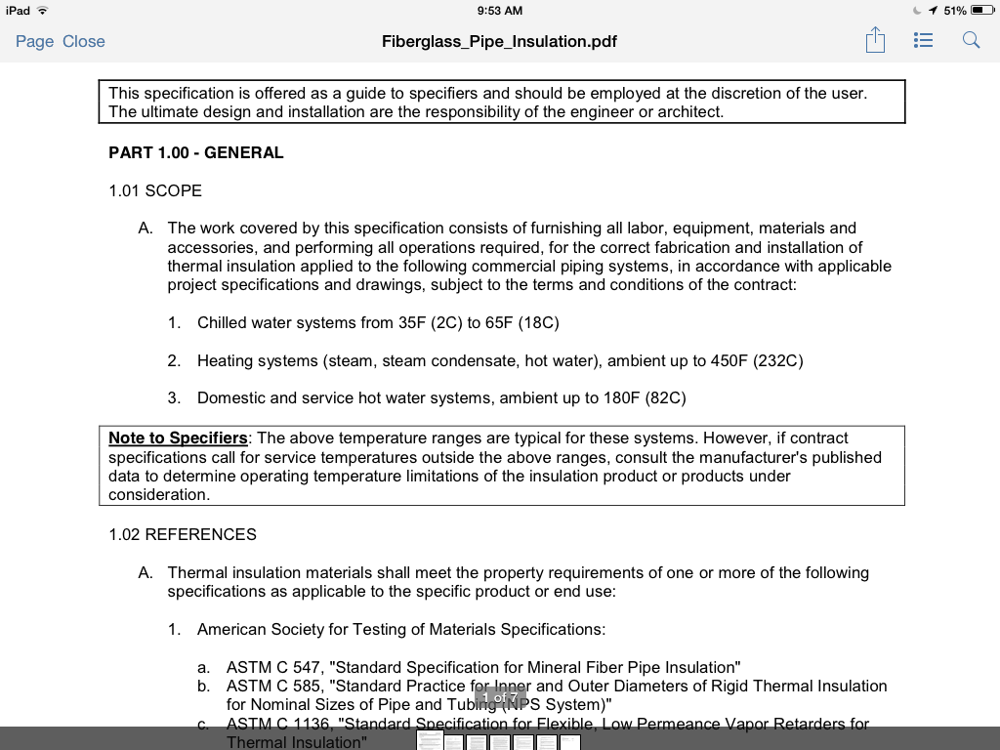 iPad 9:53 AM 51%
Page Close Fiberglass_Pipe_Insulation.pdf
This specification is offered as a guide to specifiers and should be employed at the discretion of the user.
The ultimate design and installation are the responsibility of the engineer or architect.
PART 1.00 - GENERAL
1.01 SCOPE
A. The work covered by this specification consists of furnishing all labor, equipment, materials and
accessories, and performing all operations required, for the correct fabrication and installation of
thermal insulation applied to the following commercial piping systems, in accordance with applicable
project specifications and drawings, subject to the terms and conditions of the contract:
1. Chilled water systems from 35F (2C) to 65F (18C)
2. Heating systems (steam, steam condensate, hot water), ambient up to 450F (232C)
3. Domestic and service hot water systems, ambient up to 180F (82C)
Note to Specifiers: The above temperature ranges are typical for these systems. However, if contract
specifications call for service temperatures outside the above ranges, consult the manufacturer's published
data to determine operating temperature limitations of the insulation product or products under
consideration.
1.02 REFERENCES
A. Thermal insulation materials shall meet the property requirements of one or more of the following
specifications as applicable to the specific product or end use:
1. American Society for Testing of Materials Specifications:
a. ASTM C 547, "Standard Specification for Mineral Fiber Pipe Insulation"
b. ASTM C 585, "Standard Practice for Inner and Outer Diameters of Rigid Thermal Insulation
for Nominal Sizes of Pipe and Tubing (NPS System)"
1 of 7
c. ASTM C 1136, "Standard Specification for Flexible, Low Permeance Vapor Retarders for
Thermal Insulation"